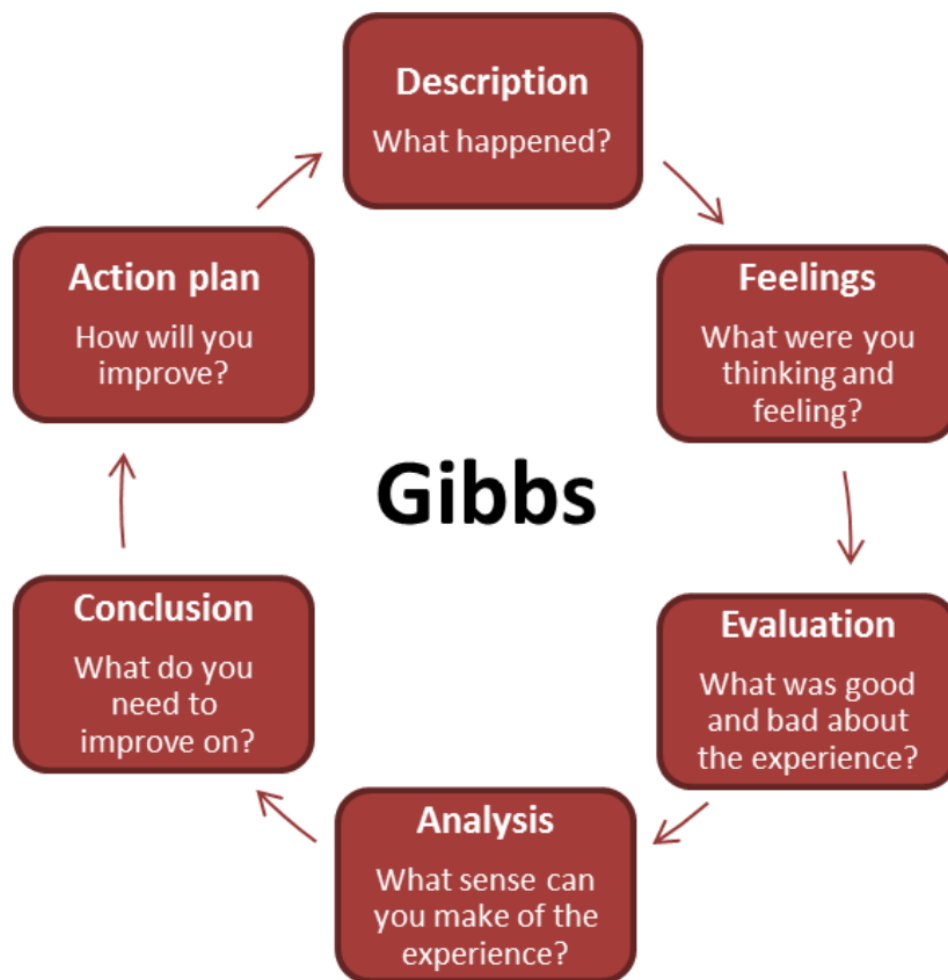 Description
What happened?
Feelings
What were you
thinking and
feeling?
Evaluation
What was good
and bad about
the experience?
Analysis
What sense can
you make of the
experience?
Conclusion
What do you
need to
improve on?
Action plan
How will you
improve?
Gibbs